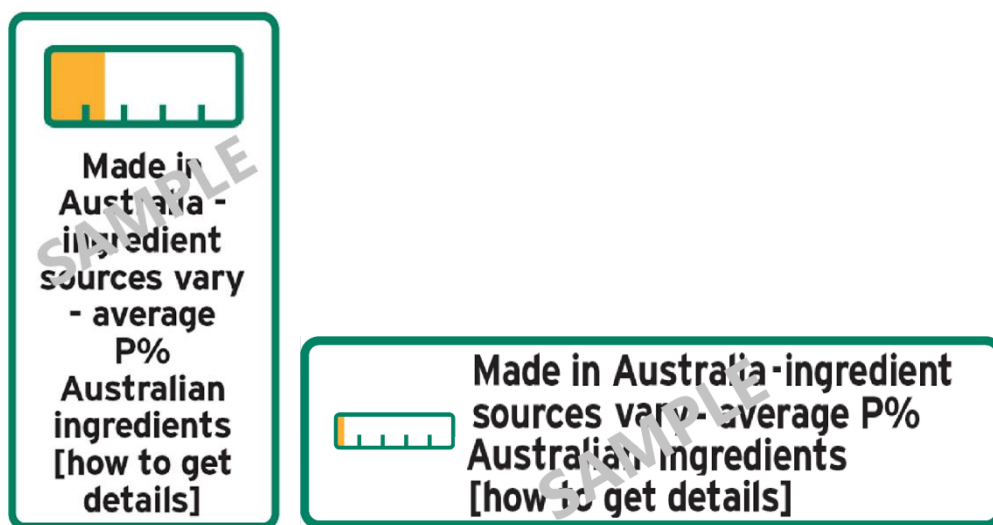 Made in
Australia -
ingredient
sources vary
- average
P%
Australian
ingredients
[how to get
details]
SAMPLE
Made in Australia-ingredient
sources vary- average P%
Australian ingredients
[how to get details]
SAMPLE